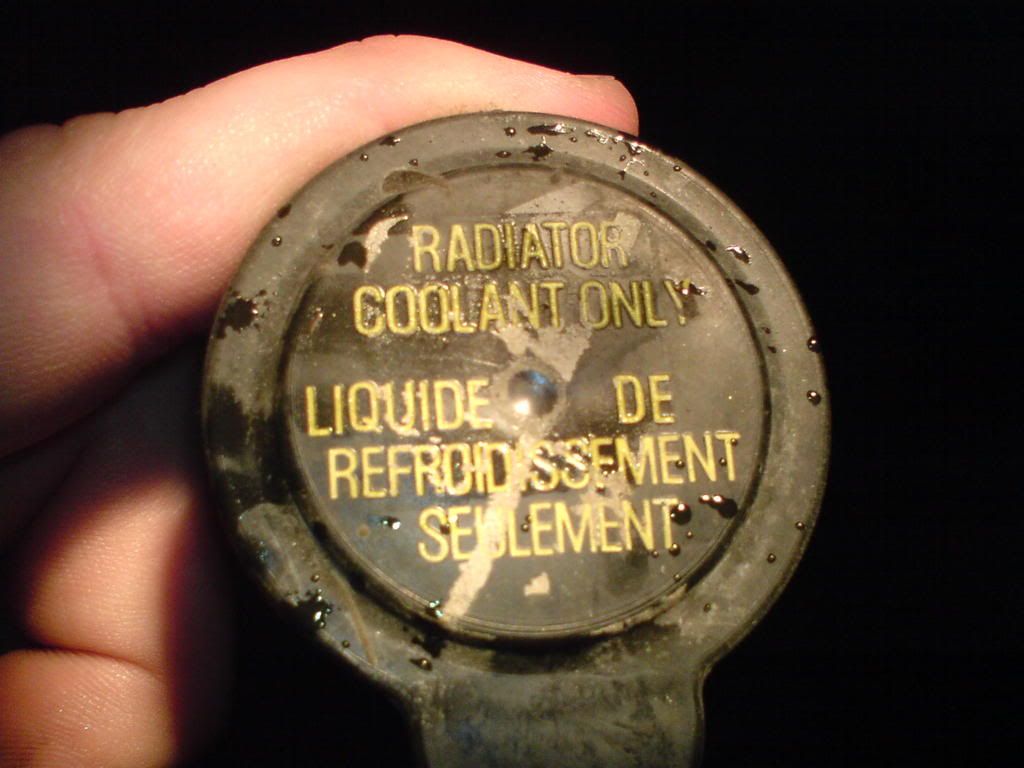 RADIATOR
COOLANT ONLY
LIQUIDE DE
REFROIDISSEMENT
SEULEMENT